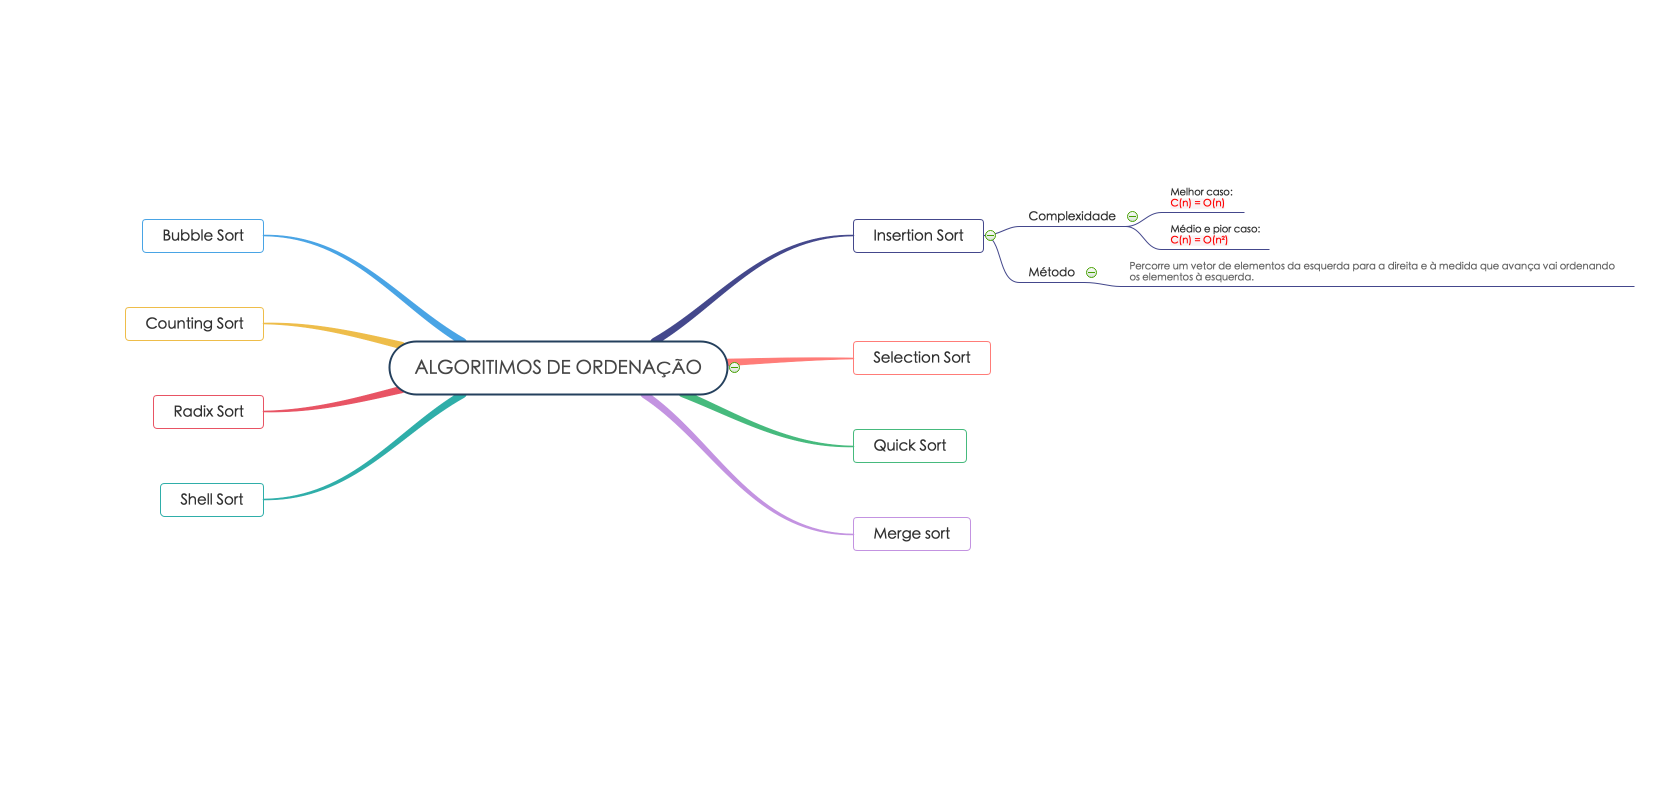 ALGORITIMOS DE ORDENAÇÃO
Insertion Sort
Complexidade
Melhor caso:
C(n) = O(n)
Médio e pior caso:
C(n) = O(n²)
Método
Percorre um vetor de elementos da esquerda para a direita e à medida que avança vai ordenando
os elementos à esquerda.
Selection Sort
Quick Sort
Merge sort
Bubble Sort
Counting Sort
Radix Sort
Shell Sort